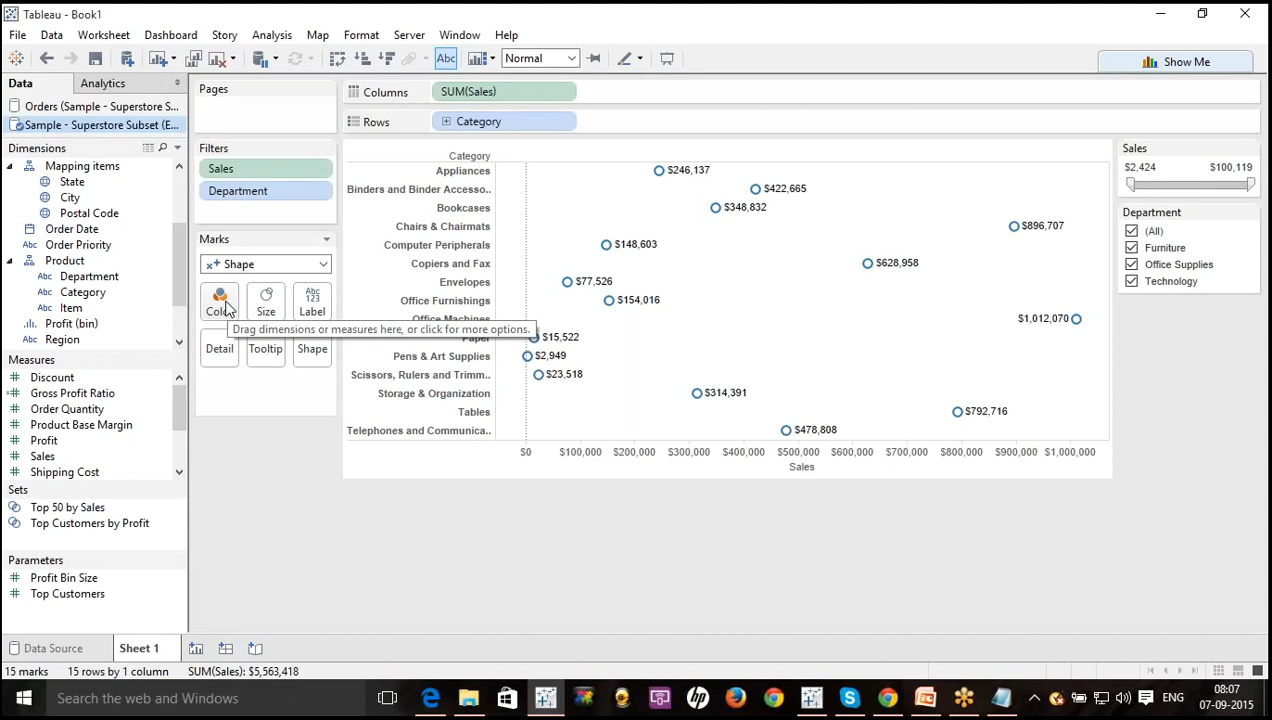 Tableau - Book1
File Data Worksheet Dashboard Story Analysis Map Format Server Window Help
Abc Normal Show Me
Data Analytics
Orders (Sample - Superstore S...
Sample - Superstore Subset (E...
Dimensions
Mapping items
State
City
Postal Code
Order Date
Abc Order Priority
Product
Abc Department
Abc Category
Abc Item
Profit (bin)
Abc Region
Measures
Discount
Gross Profit Ratio
Order Quantity
Product Base Margin
Profit
Sales
Shipping Cost
Sets
Top 50 by Sales
Top Customers by Profit
Parameters
Profit Bin Size
Top Customers
Pages
Filters
Sales
Department
Marks
Shape
Size
Abc
123
Label
Drag dimensions or measures here, or click for more options.
Detail Tooltip Shape
Columns SUM(Sales)
Rows Category
Category
Appliances $246,137
Binders and Binder Accesso.. $422,665
Bookcases $348,832
Chairs & Chairmats $896,707
Computer Peripherals $148,603
Copiers and Fax $628,958
Envelopes $77,526
Office Furnishings $154,016
Office Machines $1,012,070
Paper $15,522
Pens & Art Supplies $2,949
Scissors, Rulers and Trimm.. $23,518
Storage & Organization $314,391
Tables $792,716
Telephones and Communica.. $478,808
$0 $100,000 $200,000 $300,000 $400,000 $500,000 $600,000 $700,000 $800,000 $900,000 $1,000,000
Sales
Sales
$2,424 $100,119
Department
(All)
Furniture
Office Supplies
Technology
Data Source Sheet 1
15 marks 15 rows by 1 column SUM(Sales): $5,563,418
Search the web and Windows
ENG
08:07
07-09-2015